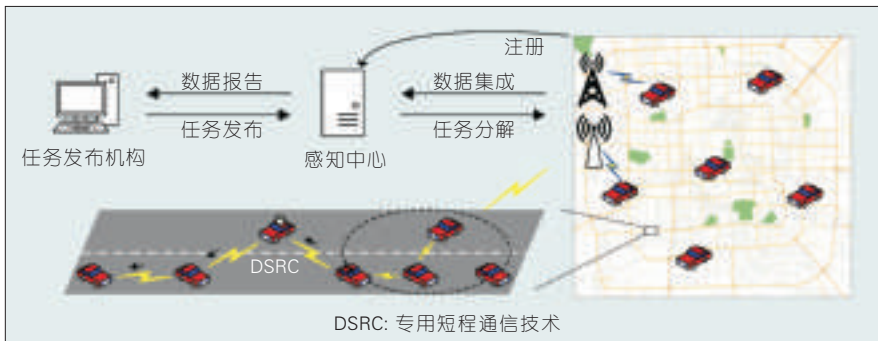 注册
数据报告
数据集成
任务发布
任务分解
任务发布机构
感知中心
DSRC
DSRC: 专用短程通信技术